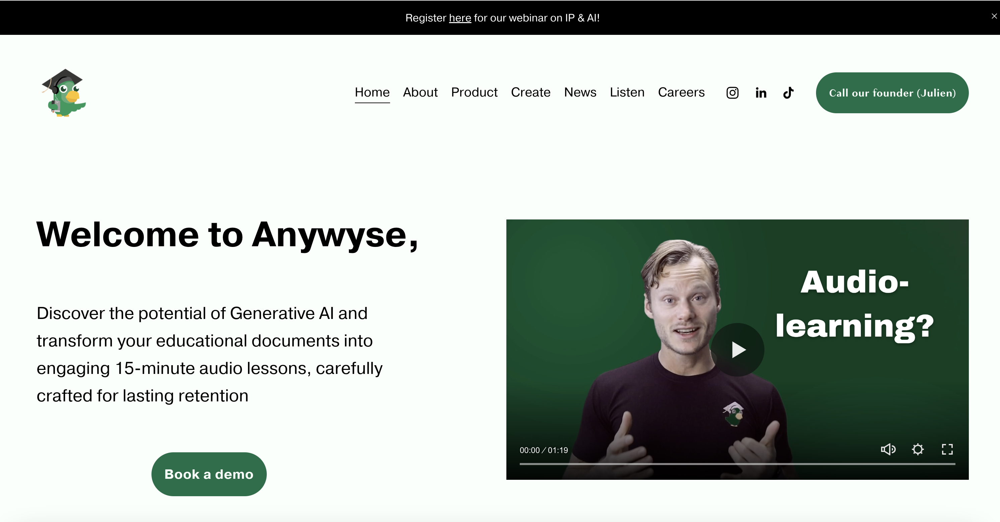 Register here for our webinar on IP & AI!
Home About Product Create News Listen Careers
Call our founder (Julien)
Welcome to Anywyse,
Discover the potential of Generative AI and
transform your educational documents into
engaging 15-minute audio lessons, carefully
crafted for lasting retention
Book a demo
Audio-
learning?
00:00 / 01:19